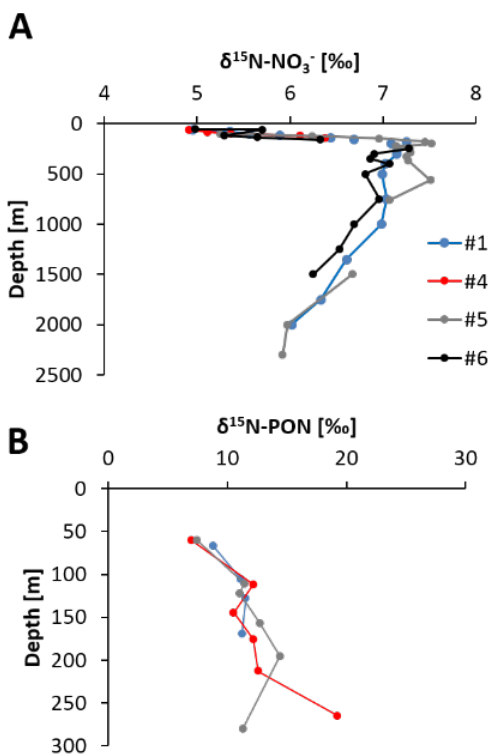 A
δ¹⁵N-NO₃⁻ [‰]
4 5 6 7 8
0
500
1000
1500
2000
2500
Depth [m]
#1
#4
#5
#6
B
δ¹⁵N-PON [‰]
0 10 20 30
0
50
100
150
200
250
300
Depth [m]